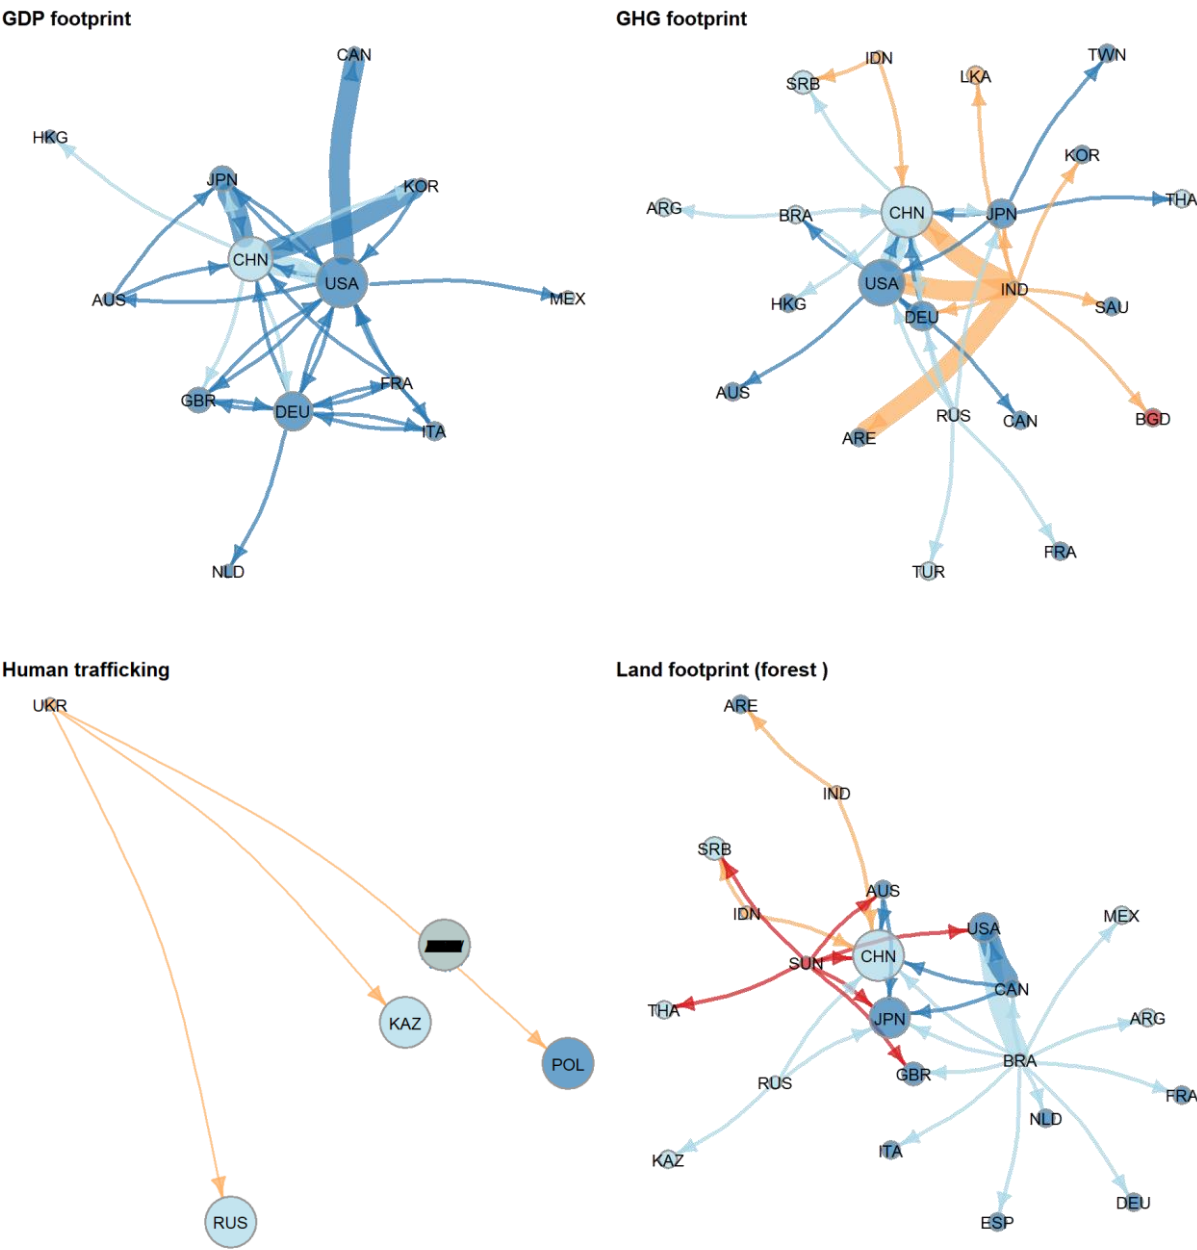 GDP footprint
CAN
HKG
JPN
KOR
CHN
USA
AUS
MEX
GBR
FRA
DEU
ITA
NLD
GHG footprint
IDN
TWN
SRB
LKA
KOR
THA
ARG
BRA
CHN
JPN
USA
IND
HKG
DEU
SAU
AUS
RUS
CAN
BGD
ARE
FRA
TUR
Human trafficking
UKR
KAZ
POL
RUS
Land footprint (forest )
ARE
IND
SRB
AUS
IDN
MEX
USA
SUN
CHN
CAN
THA
JPN
ARG
BRA
RUS
GBR
FRA
NLD
ITA
KAZ
DEU
ESP